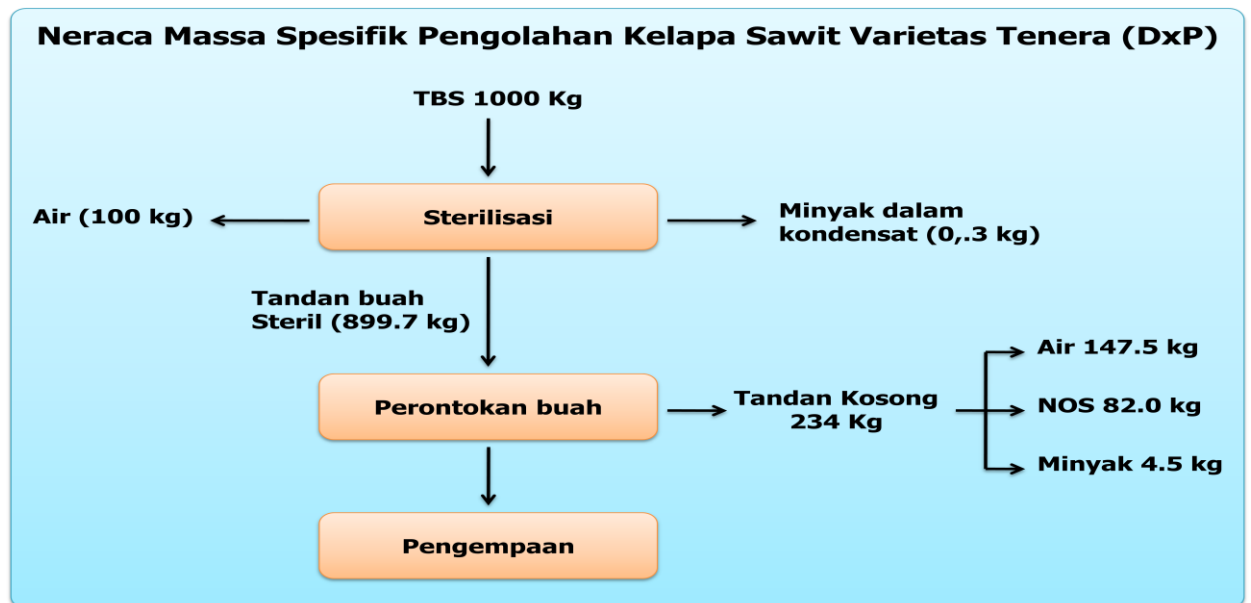 Neraca Massa Spesifik Pengolahan Kelapa Sawit Varietas Tenera (DxP)
TBS 1000 Kg
Air (100 kg)
Sterilisasi
Minyak dalam
kondensat (0,.3 kg)
Tandan buah
Steril (899.7 kg)
Perontokan buah
Tandan Kosong
234 Kg
Air 147.5 kg
NOS 82.0 kg
Minyak 4.5 kg
Pengempaan